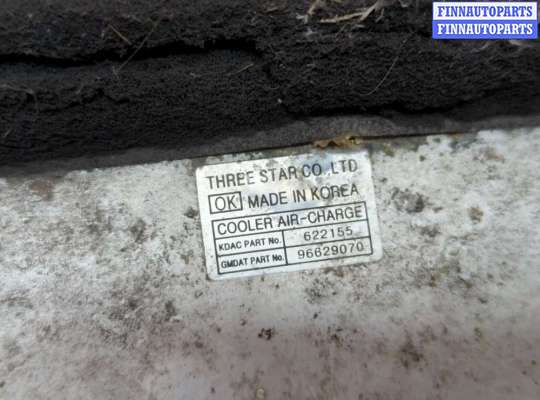 FINNAUTOPARTS
FINNAUTOPARTS
THREE STAR CO., LTD
OK MADE IN KOREA
COOLER AIR-CHARGE
KDAC PART No. 622155
GMDAT PART No. 96629070